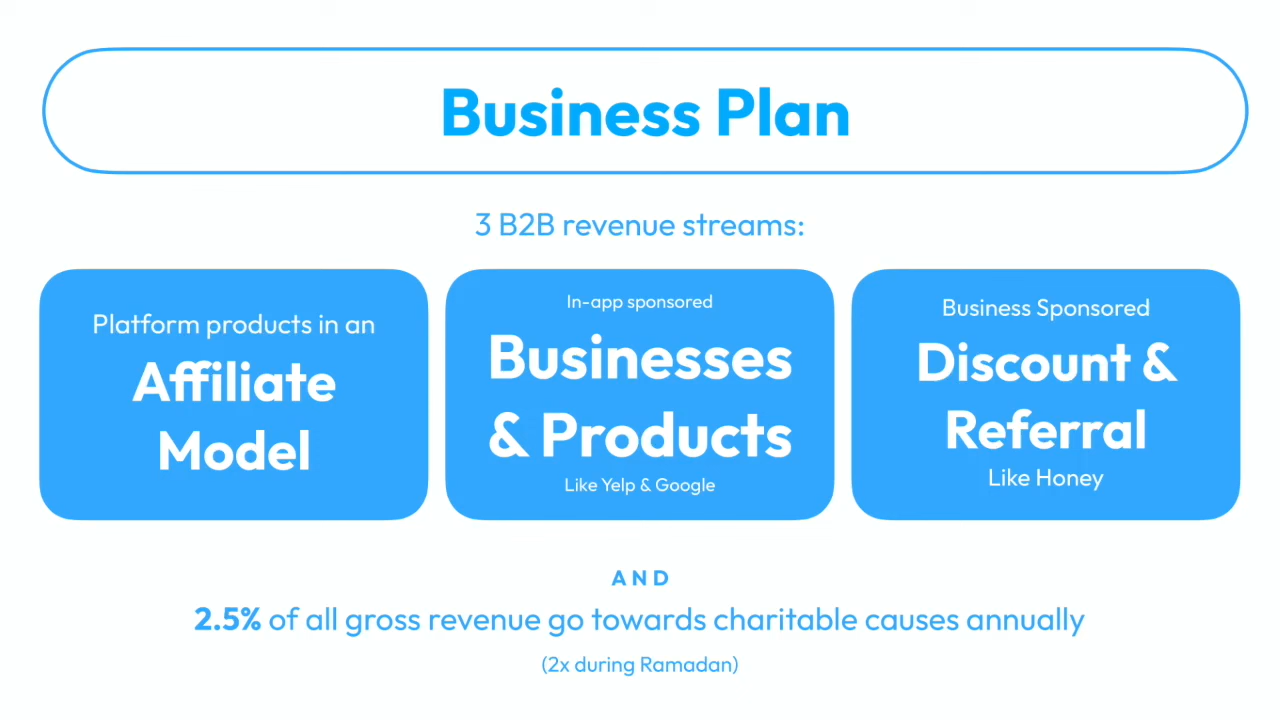 Business Plan
3 B2B revenue streams:
Platform products in an
Affiliate
Model
In-app sponsored
Businesses
& Products
Like Yelp & Google
Business Sponsored
Discount &
Referral
Like Honey
AND
2.5% of all gross revenue go towards charitable causes annually
(2x during Ramadan)